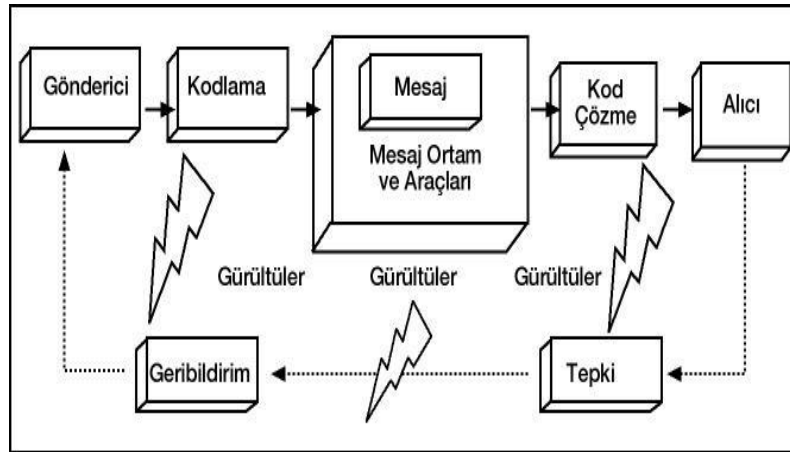 Gönderici
Kodlama
Mesaj
Mesaj Ortam
ve Araçları
Kod
Çözme
Alıcı
Gürültüler
Gürültüler
Gürültüler
Geribildirim
Tepki